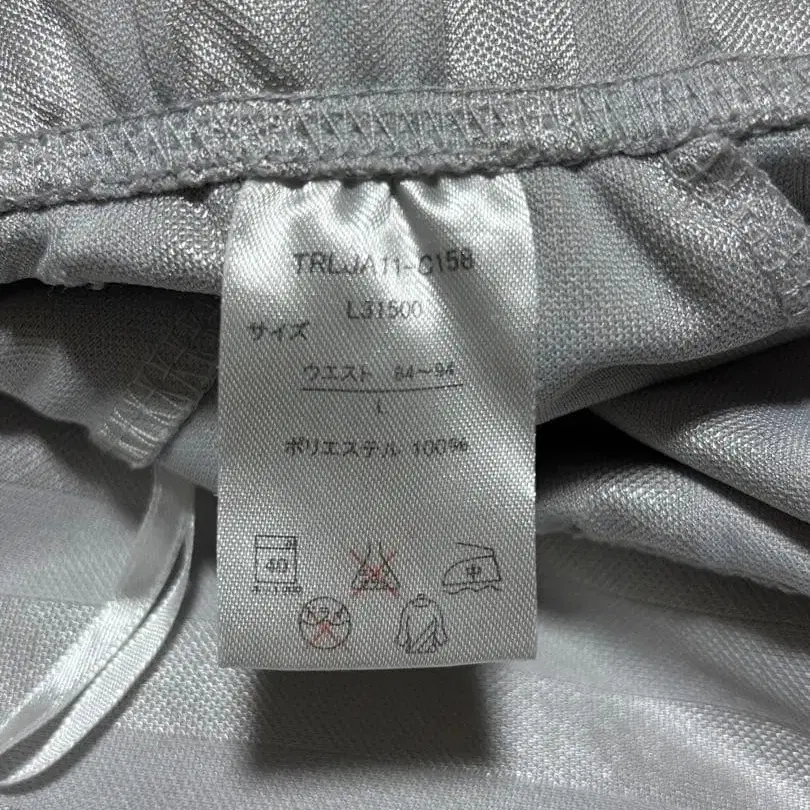 TRLJA11-C158
L31500
サイズ
ウエスト 84~94
L
ポリエステル 100%
40
中